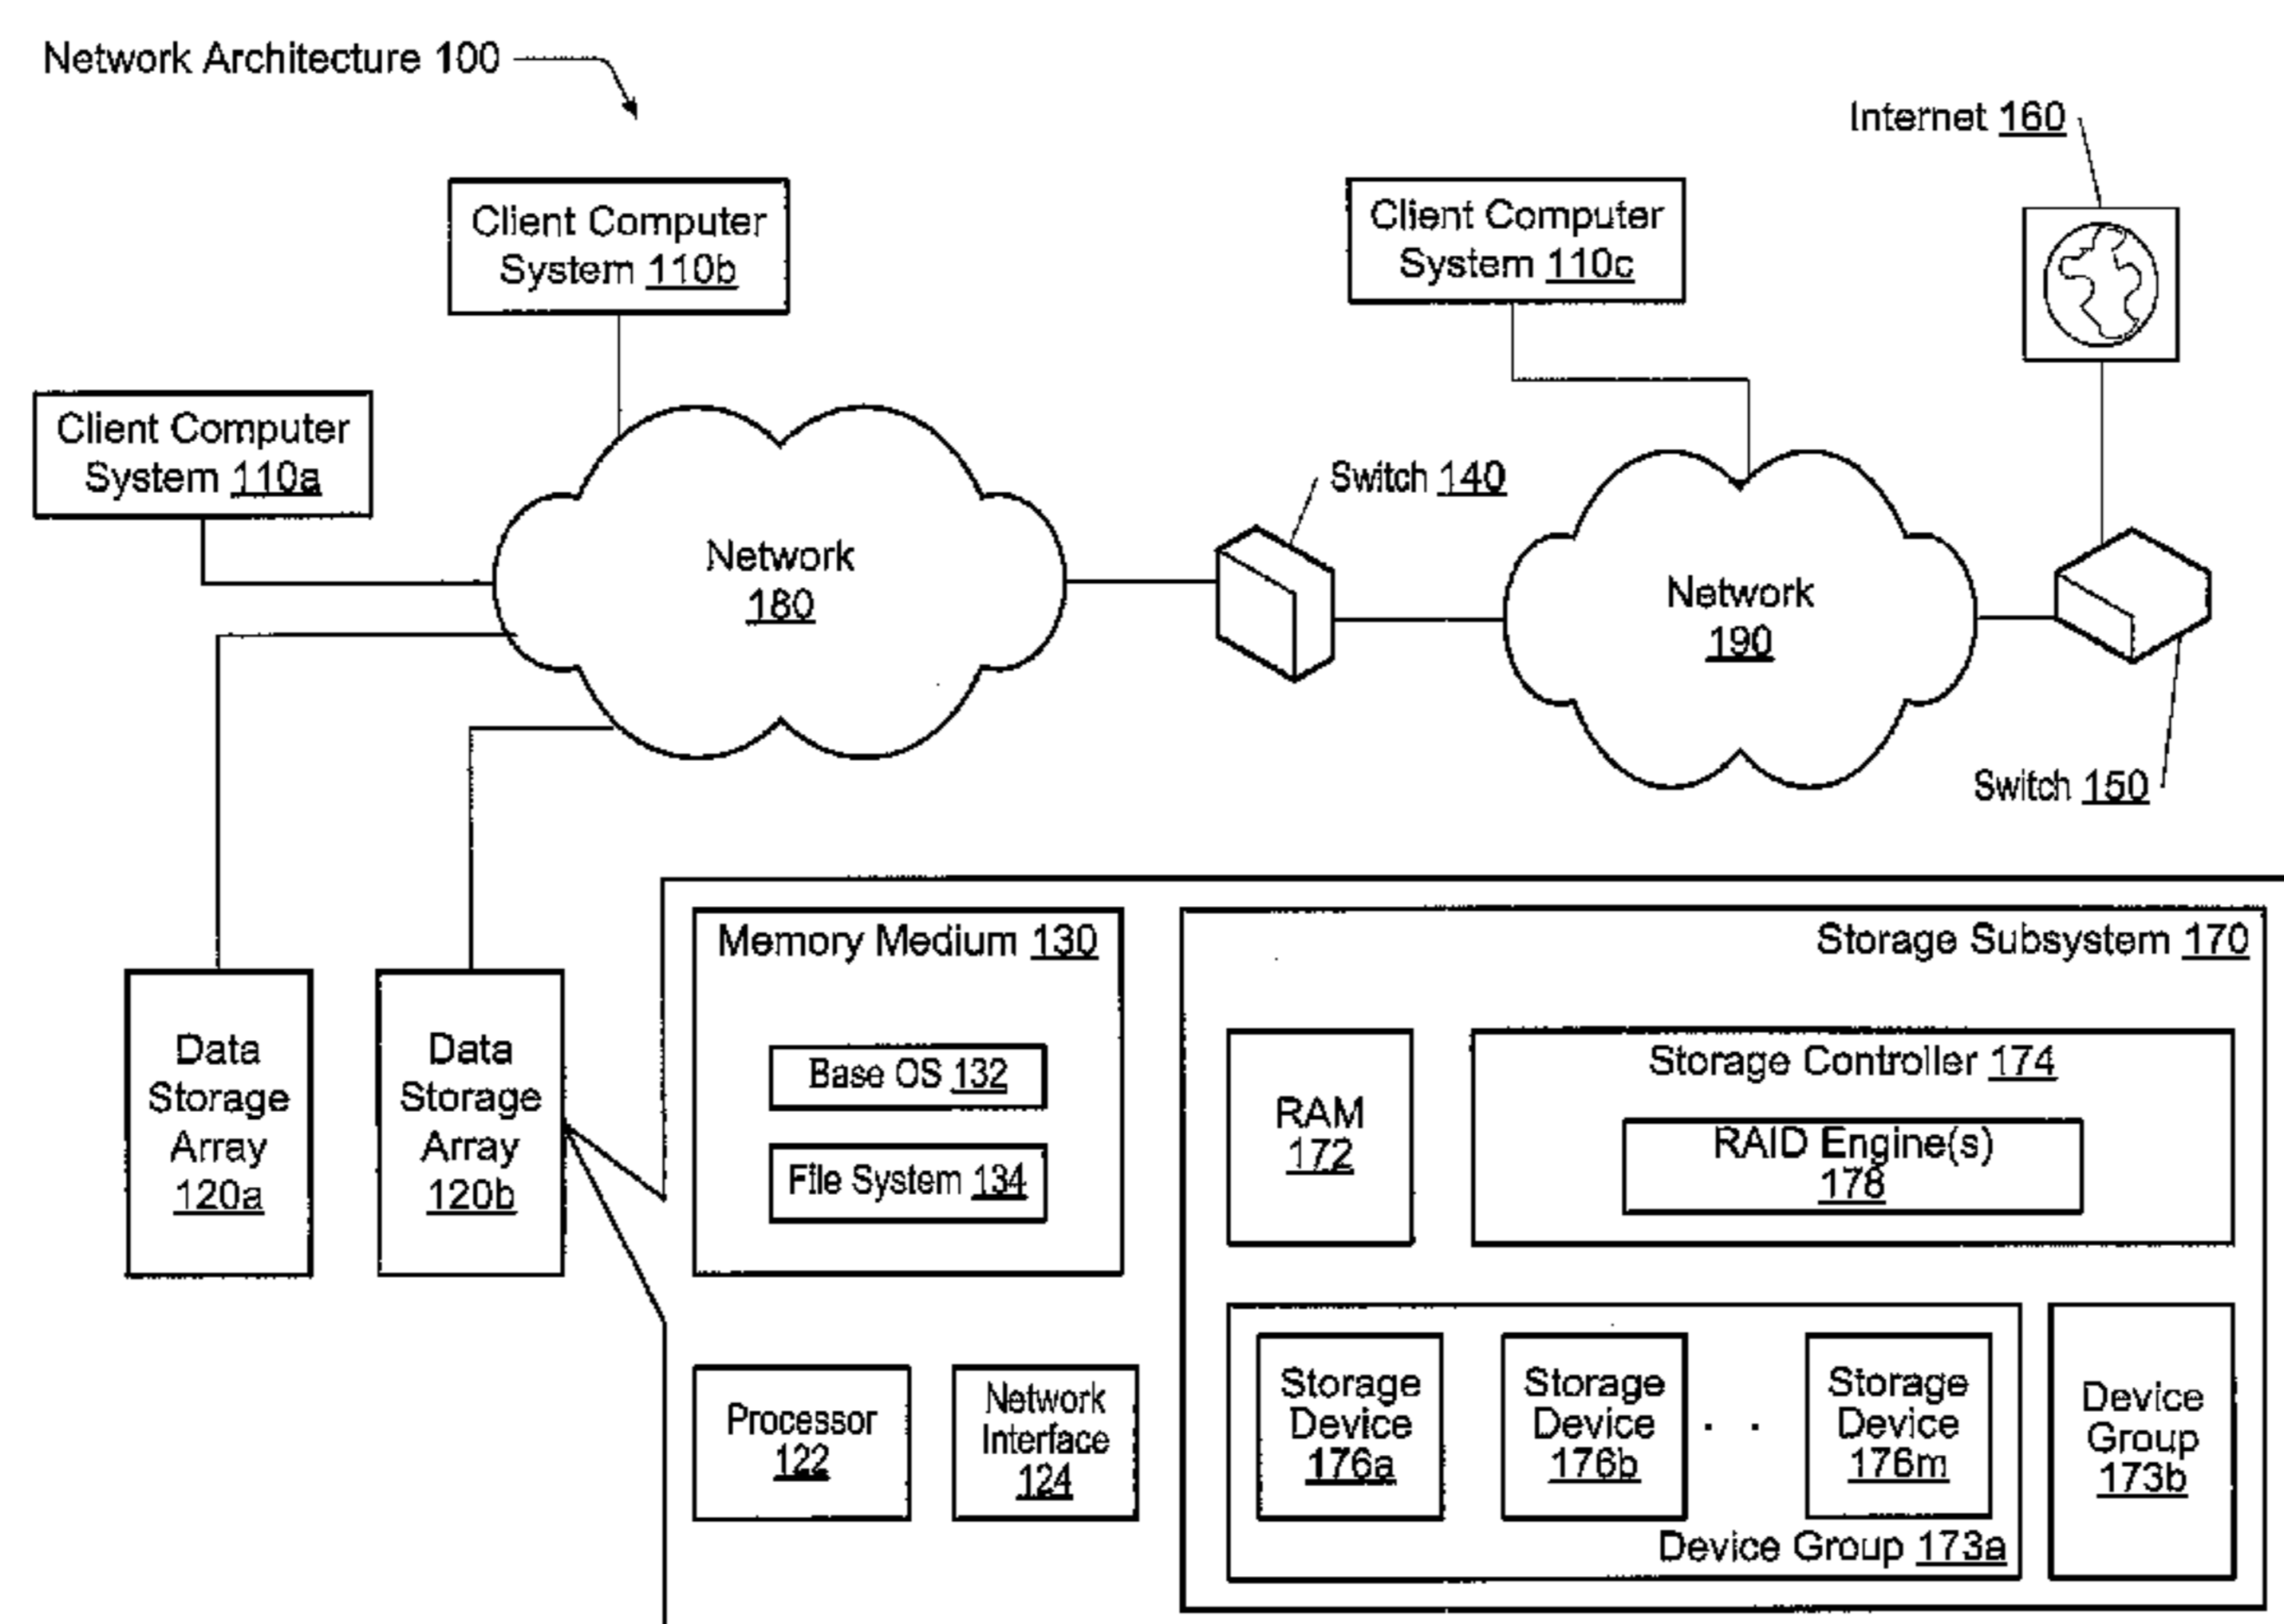 Network Architecture 100
Internet 160
Client Computer
System 110b
Client Computer
System 110c
Client Computer
System 110a
Switch 140
Network
180
Network
190
Switch 150
Data
Storage
Array
120a
Data
Storage
Array
120b
Memory Medium 130
Base OS 132
File System 134
Processor
122
Network
Interface
124
Storage Subsystem 170
RAM
172
Storage Controller 174
RAID Engine(s)
178
Storage
Device
176a
Storage
Device
176b
. .
Storage
Device
176m
Device Group 173a
Device
Group
173b